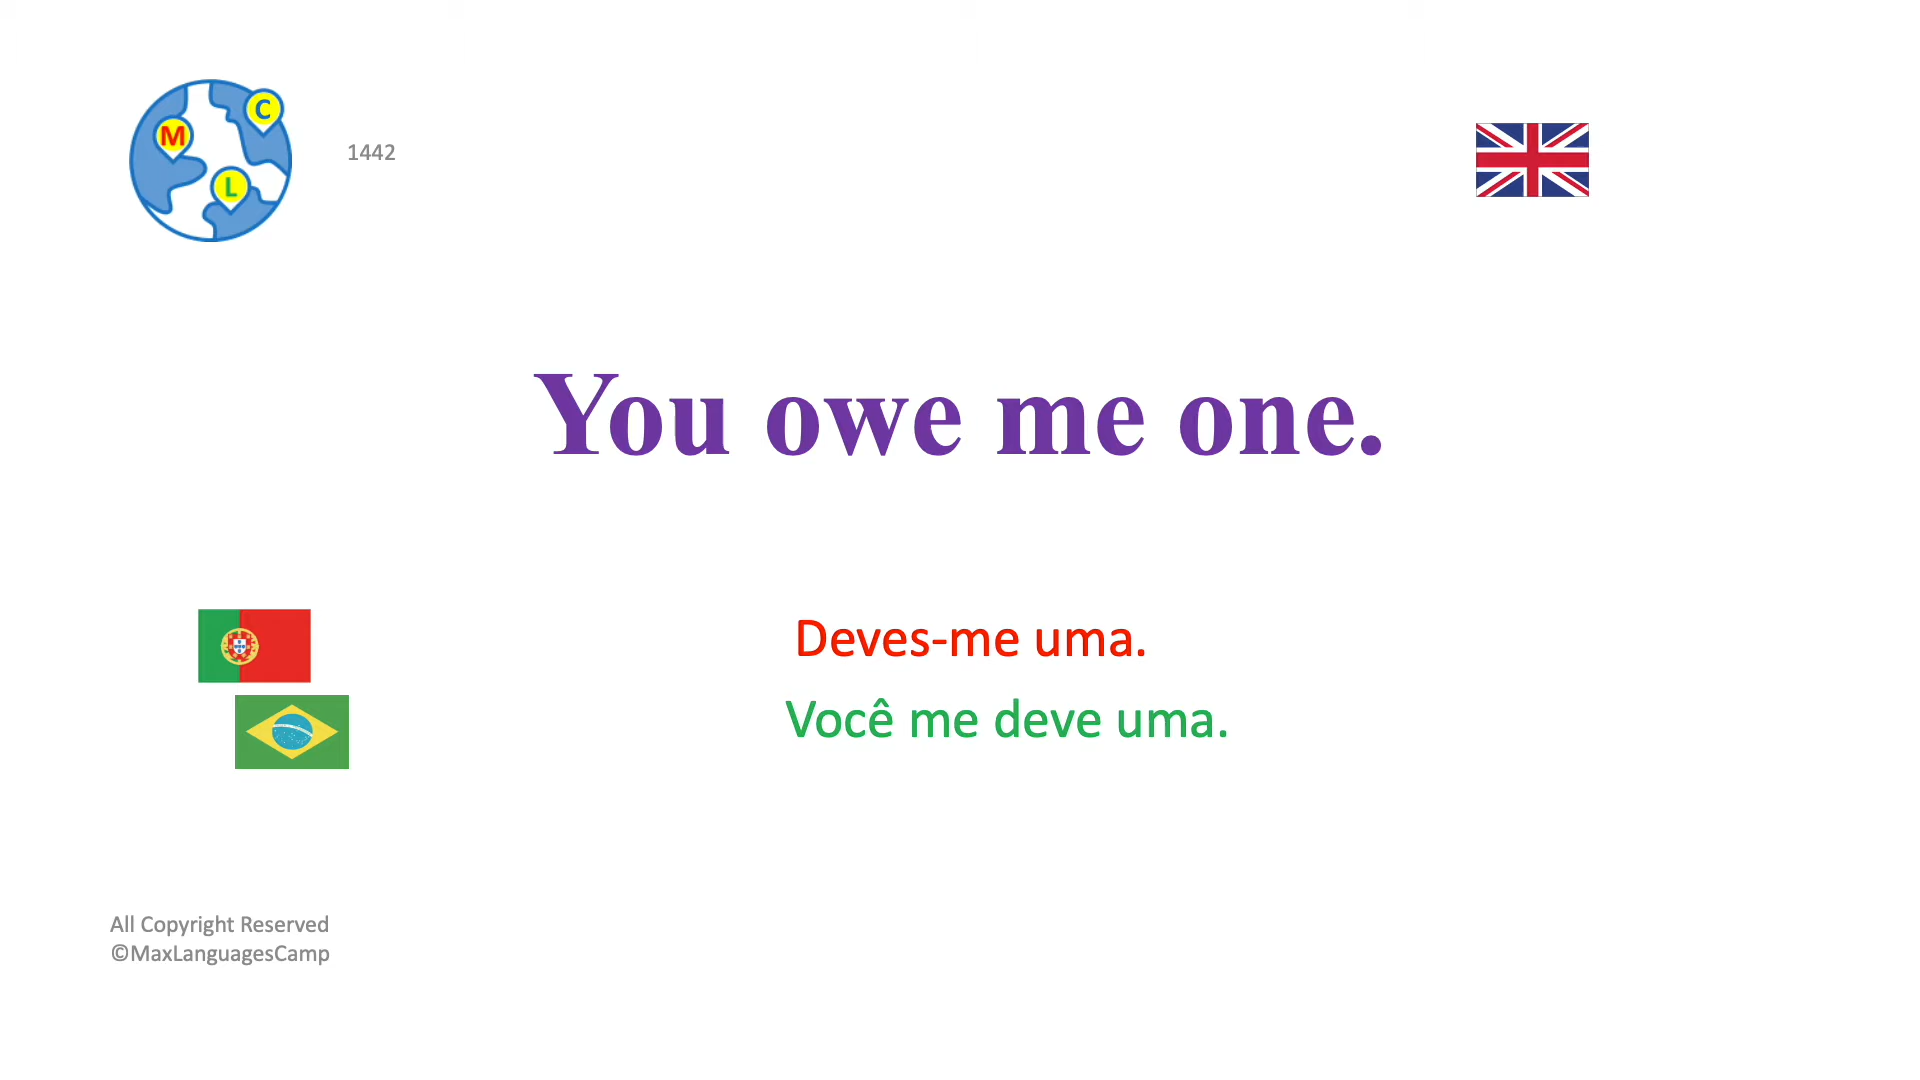 C
M
L
1442
You owe me one.
Deves-me uma.
Você me deve uma.
All Copyright Reserved
©MaxLanguagesCamp